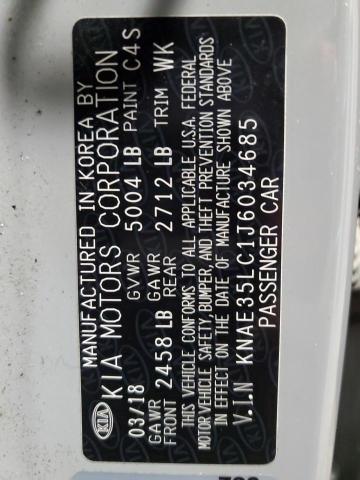 MANUFACTURED IN KOREA BY
KIA KIA MOTORS CORPORATION
03/18 GVWR 5004 LB PAINT C4S
GAWR FRONT 2458 LB GAWR REAR 2712 LB TRIM WK
THIS VEHICLE CONFORMS TO ALL APPLICABLE U.S.A. FEDERAL
MOTOR VEHICLE SAFETY, BUMPER, AND THEFT PREVENTION STANDARDS
IN EFFECT ON THE DATE OF MANUFACTURE SHOWN ABOVE
V.I.N KNAE35LC1J6034685
PASSENGER CAR